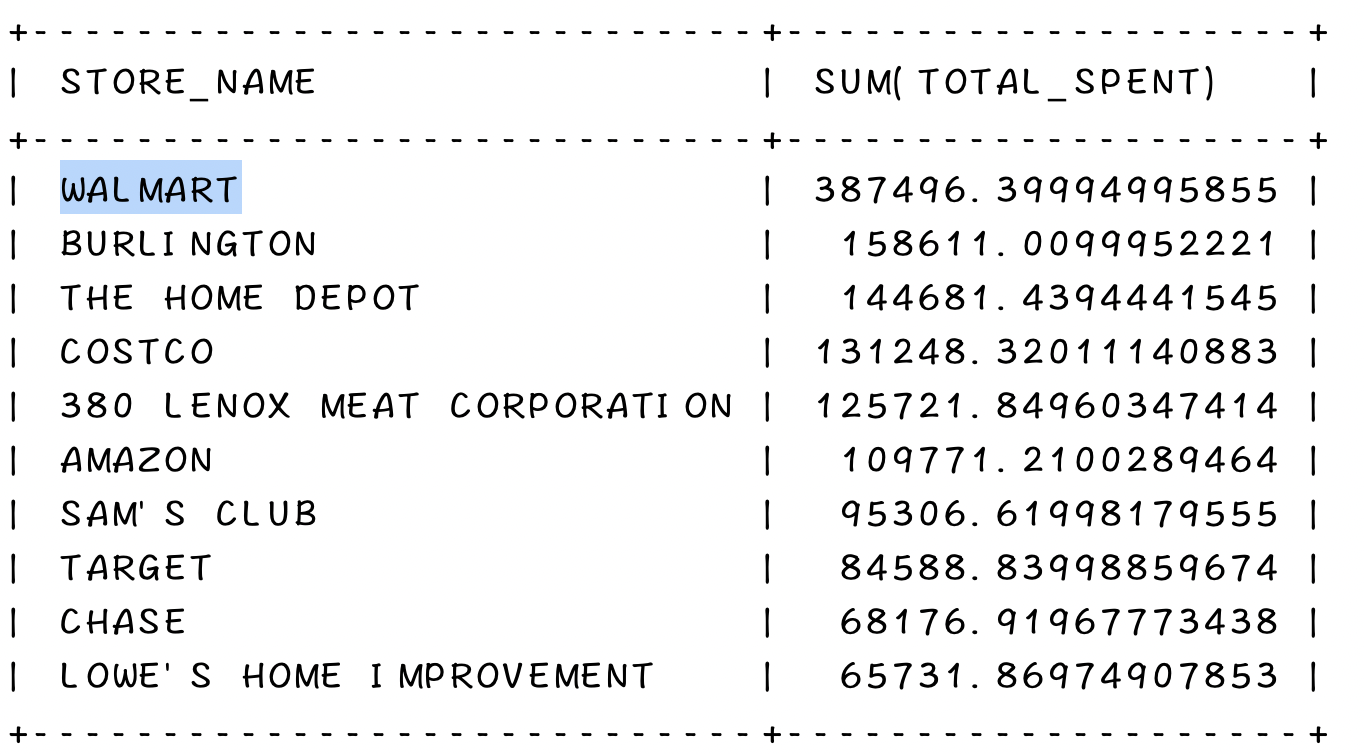 +----------------------------+--------------------+
| STORE_NAME                 | SUM(TOTAL_SPENT)   |
+----------------------------+--------------------+
| WALMART                    | 387496.39994995855 |
| BURLINGTON                 |  158611.0099952221 |
| THE HOME DEPOT             |  144681.4394441545 |
| COSTCO                     | 131248.32011140883 |
| 380 LENOX MEAT CORPORATION | 125721.84960347414 |
| AMAZON                     |  109771.2100289464 |
| SAM'S CLUB                 |  95306.61998179555 |
| TARGET                     |  84588.83998859674 |
| CHASE                      |  68176.91967773438 |
| LOWE'S HOME IMPROVEMENT    |  65731.86974907853 |
+----------------------------+--------------------+